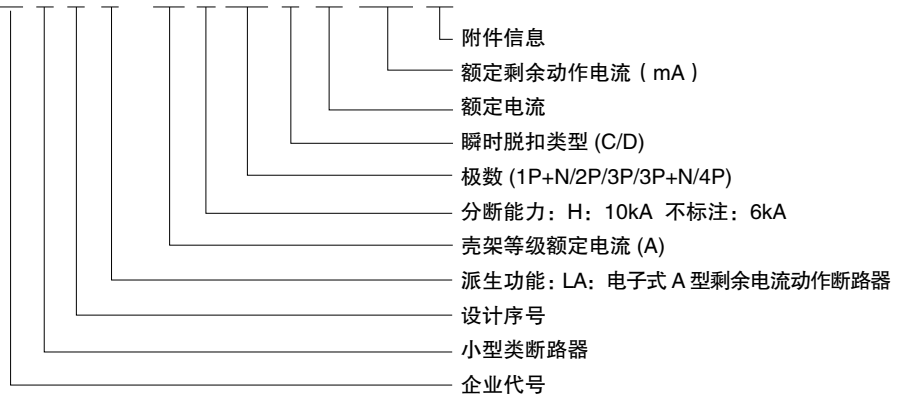 附件信息
额定剩余动作电流（mA）
额定电流
瞬时脱扣类型 (C/D)
极数 (1P+N/2P/3P/3P+N/4P)
分断能力：H：10kA 不标注：6kA
壳架等级额定电流 (A)
派生功能：LA：电子式 A 型剩余电流动作断路器
设计序号
小型类断路器
企业代号